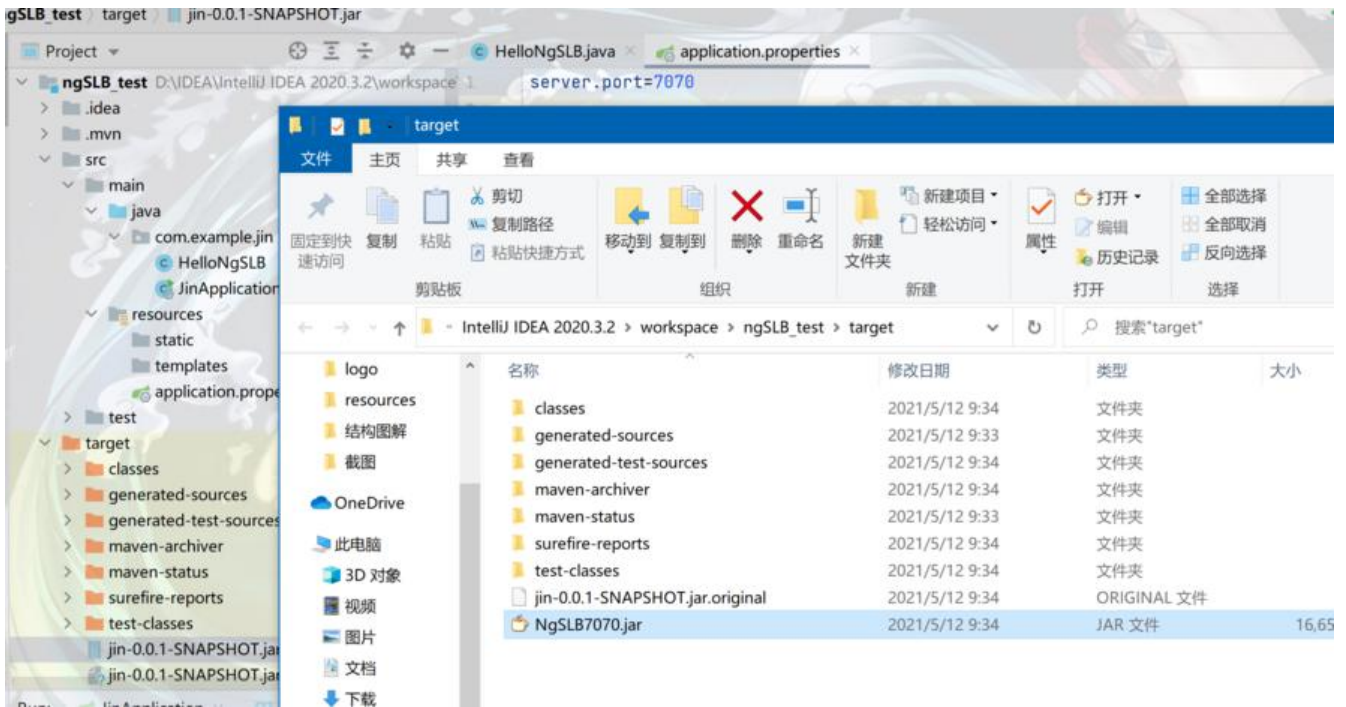 gSLB_test target jin-0.0.1-SNAPSHOT.jar
Project
HelloNgSLB.java
application.properties
ngSLB_test D:\IDEA\IntelliJ IDEA 2020.3.2\workspace
1 server.port=7070
.idea
.mvn
src
main
java
com.example.jin
HelloNgSLB
JinApplication
resources
static
templates
application.prope
test
target
classes
generated-sources
generated-test-sources
maven-archiver
maven-status
surefire-reports
test-classes
jin-0.0.1-SNAPSHOT.ja
jin-0.0.1-SNAPSHOT.ja
target
文件 主页 共享 查看
固定到快速访问
复制
粘贴
剪切
复制路径
粘贴快捷方式
剪贴板
移动到 复制到 删除 重命名
组织
新建文件夹
新建项目
轻松访问
新建
属性
打开
编辑
历史记录
打开
全部选择
全部取消
反向选择
选择
IntelliJ IDEA 2020.3.2 › workspace › ngSLB_test › target
搜索"target"
logo
resources
结构图解
截图
OneDrive
此电脑
3D 对象
视频
图片
文档
下载
名称 修改日期 类型 大小
classes 2021/5/12 9:34 文件夹
generated-sources 2021/5/12 9:33 文件夹
generated-test-sources 2021/5/12 9:34 文件夹
maven-archiver 2021/5/12 9:34 文件夹
maven-status 2021/5/12 9:33 文件夹
surefire-reports 2021/5/12 9:34 文件夹
test-classes 2021/5/12 9:34 文件夹
jin-0.0.1-SNAPSHOT.jar.original 2021/5/12 9:34 ORIGINAL 文件
NgSLB7070.jar 2021/5/12 9:34 JAR 文件 16,65